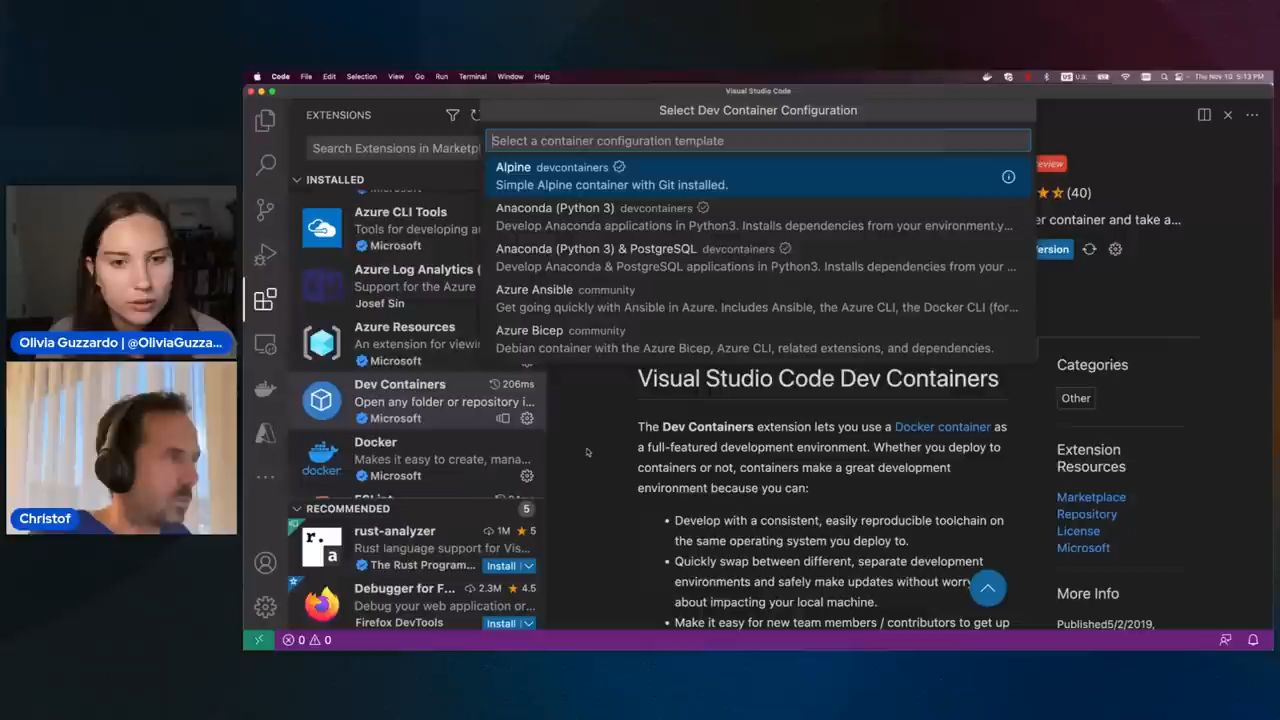 Code File Edit Selection View Go Run Terminal Window Help
U.S.
Thu Nov 10 5:13 PM
Visual Studio Code
EXTENSIONS
Search Extensions in Marketp
INSTALLED
Microsoft
Azure CLI Tools
Tools for developing a
Microsoft
Azure Log Analytics (
Support for the Azure
Josef Sin
Azure Resources
An extension for viewin
Microsoft
Dev Containers 206ms
Open any folder or repository i...
Microsoft
Docker
Makes it easy to create, mana...
Microsoft
docker
RECOMMENDED 5
rust-analyzer 1M 5
Rust language support for Vis...
The Rust Program... Install
r.
a
Debugger for F... 2.3M 4.5
Debug your web application or...
Firefox DevTools Install
0 0
Select Dev Container Configuration
Select a container configuration template
Alpine devcontainers
Simple Alpine container with Git installed.
Anaconda (Python 3) devcontainers
Develop Anaconda applications in Python3. Installs dependencies from your environment.y...
Anaconda (Python 3) & PostgreSQL devcontainers
Develop Anaconda & PostgreSQL applications in Python3. Installs dependencies from your ...
Azure Ansible community
Get going quickly with Ansible in Azure. Includes Ansible, the Azure CLI, the Docker CLI (for...
Azure Bicep community
Debian container with the Azure Bicep, Azure CLI, related extensions, and dependencies.
review
(40)
er container and take a...
ersion
Visual Studio Code Dev Containers
The Dev Containers extension lets you use a Docker container as
a full-featured development environment. Whether you deploy to
containers or not, containers make a great development
environment because you can:
• Develop with a consistent, easily reproducible toolchain on
the same operating system you deploy to.
• Quickly swap between different, separate development
environments and safely make updates without worry
about impacting your local machine.
• Make it easy for new team members / contributors to get up
Categories
Other
Extension
Resources
Marketplace
Repository
License
Microsoft
More Info
Published5/2/2019,
Olivia Guzzardo | @OliviaGuzza...
Christof